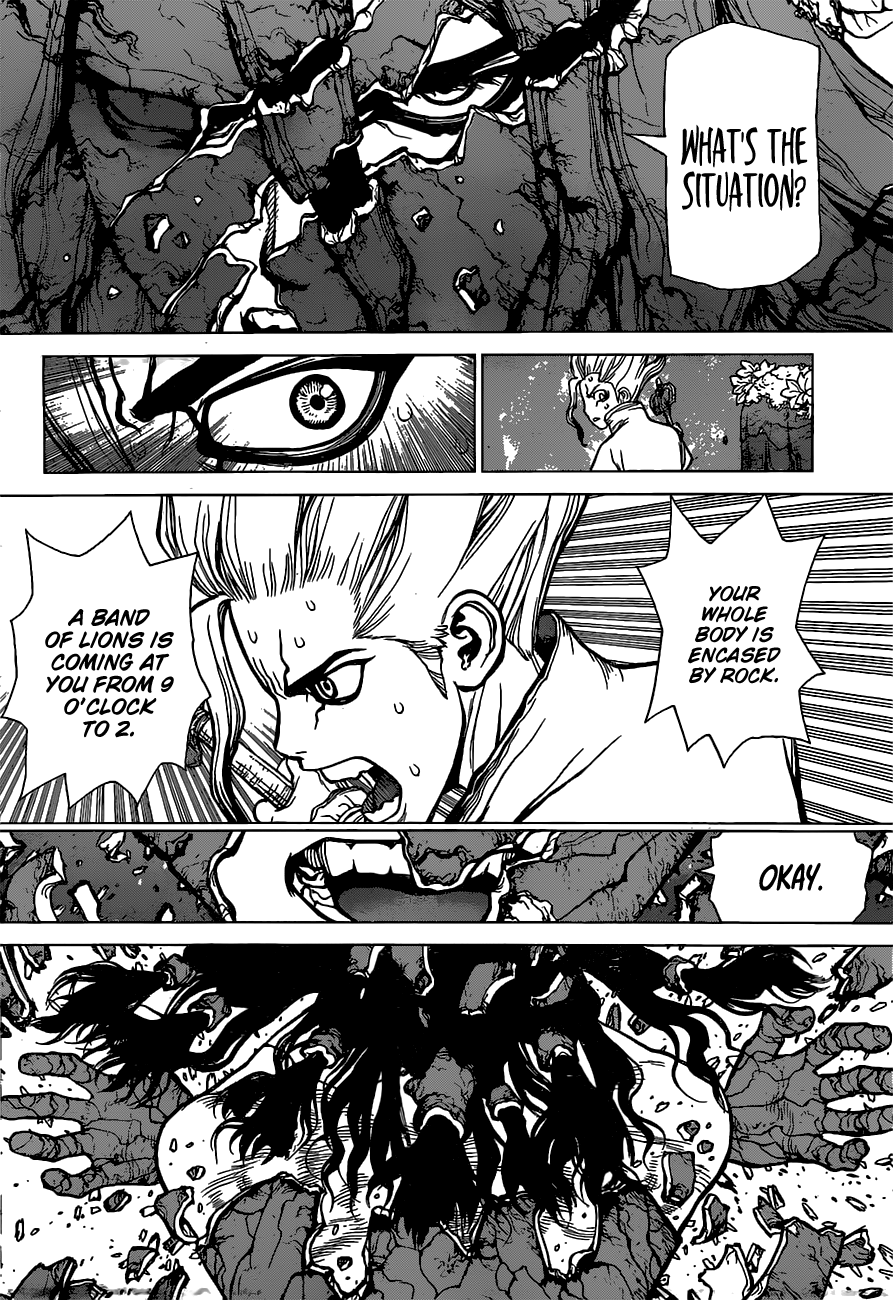 WHAT'S THE
SITUATION?
YOUR
WHOLE
BODY IS
ENCASED
BY ROCK.
A BAND
OF LIONS IS
COMING AT
YOU FROM 9
O'CLOCK
TO 2.
OKAY.